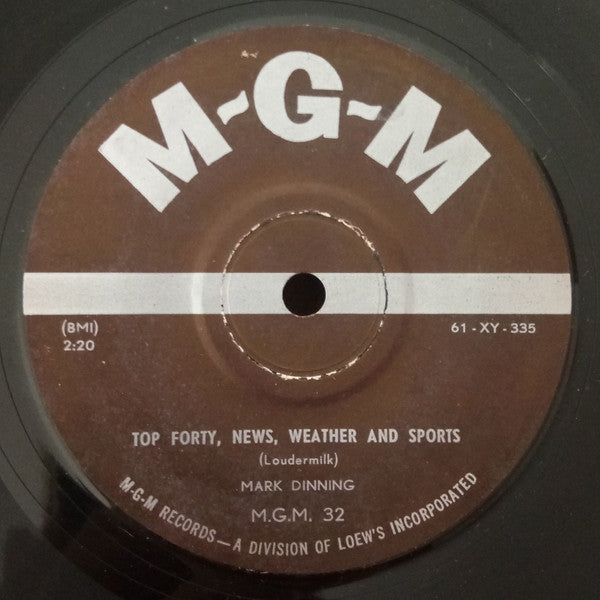 M-G-M
(BMI)
2:20
61 - XY - 335
TOP FORTY, NEWS, WEATHER AND SPORTS
(Loudermilk)
MARK DINNING
M.G.M. 32
M-G-M RECORDS—A DIVISION OF LOEW'S INCORPORATED